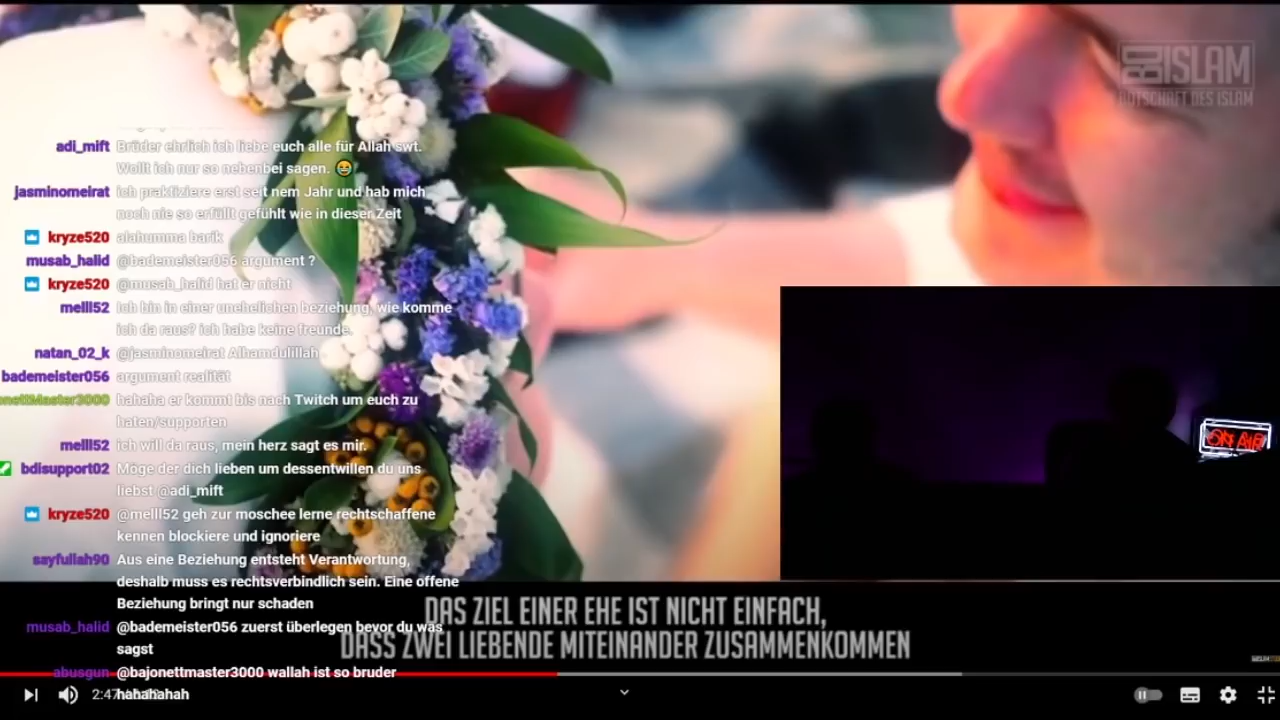 BDI
ISLAM
BOTSCHAFT DES ISLAM
adi_mift Brüder ehrlich ich liebe euch alle für Allah swt.
Wollt ich nur so nebenbei sagen. 😄
jasminomeirat ich praktiziere erst seit nem Jahr und hab mich
noch nie so erfüllt gefühlt wie in dieser Zeit
kryze520 alahumma barik
musab_halid @bademeister056 argument ?
kryze520 @musab_halid hat er nicht
melll52 Ich bin in einer unehelichen beziehung, wie komme
ich da raus? ich habe keine freunde.
natan_02_k @jasminomeirat Alhamdulillah
bademeister056 argument realität
onettMaster3000 hahaha er kommt bis nach Twitch um euch zu
haten/supporten
melll52 ich will da raus, mein herz sagt es mir.
bdisupport02 Möge der dich lieben um dessentwillen du uns
liebst @adi_mift
kryze520 @melll52 geh zur moschee lerne rechtschaffene
kennen blockiere und ignoriere
sayfullah90 Aus eine Beziehung entsteht Verantwortung,
deshalb muss es rechtsverbindlich sein. Eine offene
Beziehung bringt nur schaden
musab_halid @bademeister056 zuerst überlegen bevor du was
sagst
abusgun @bajonettmaster3000 wallah ist so bruder
hahahahah
ON AIR
DAS ZIEL EINER EHE IST NICHT EINFACH,
DASS ZWEI LIEBENDE MITEINANDER ZUSAMMENKOMMEN
2:47